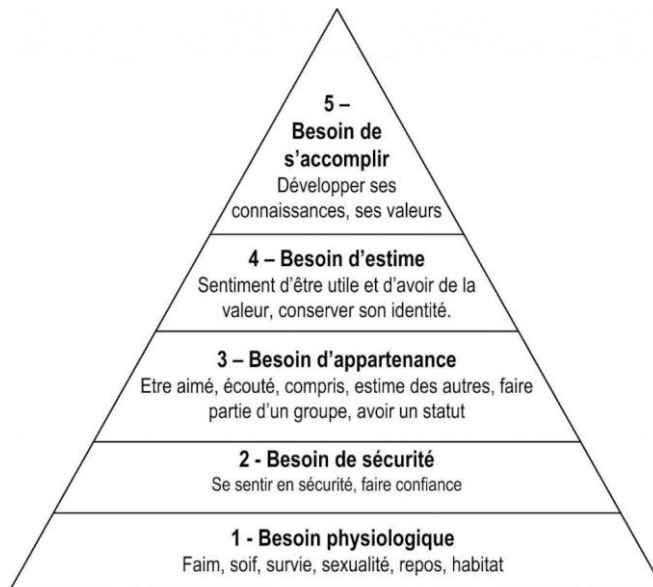 5 –
Besoin de
s'accomplir
Développer ses
connaissances, ses valeurs
4 – Besoin d'estime
Sentiment d'être utile et d'avoir de la
valeur, conserver son identité.
3 – Besoin d'appartenance
Etre aimé, écouté, compris, estime des autres, faire
partie d'un groupe, avoir un statut
2 - Besoin de sécurité
Se sentir en sécurité, faire confiance
1 - Besoin physiologique
Faim, soif, survie, sexualité, repos, habitat